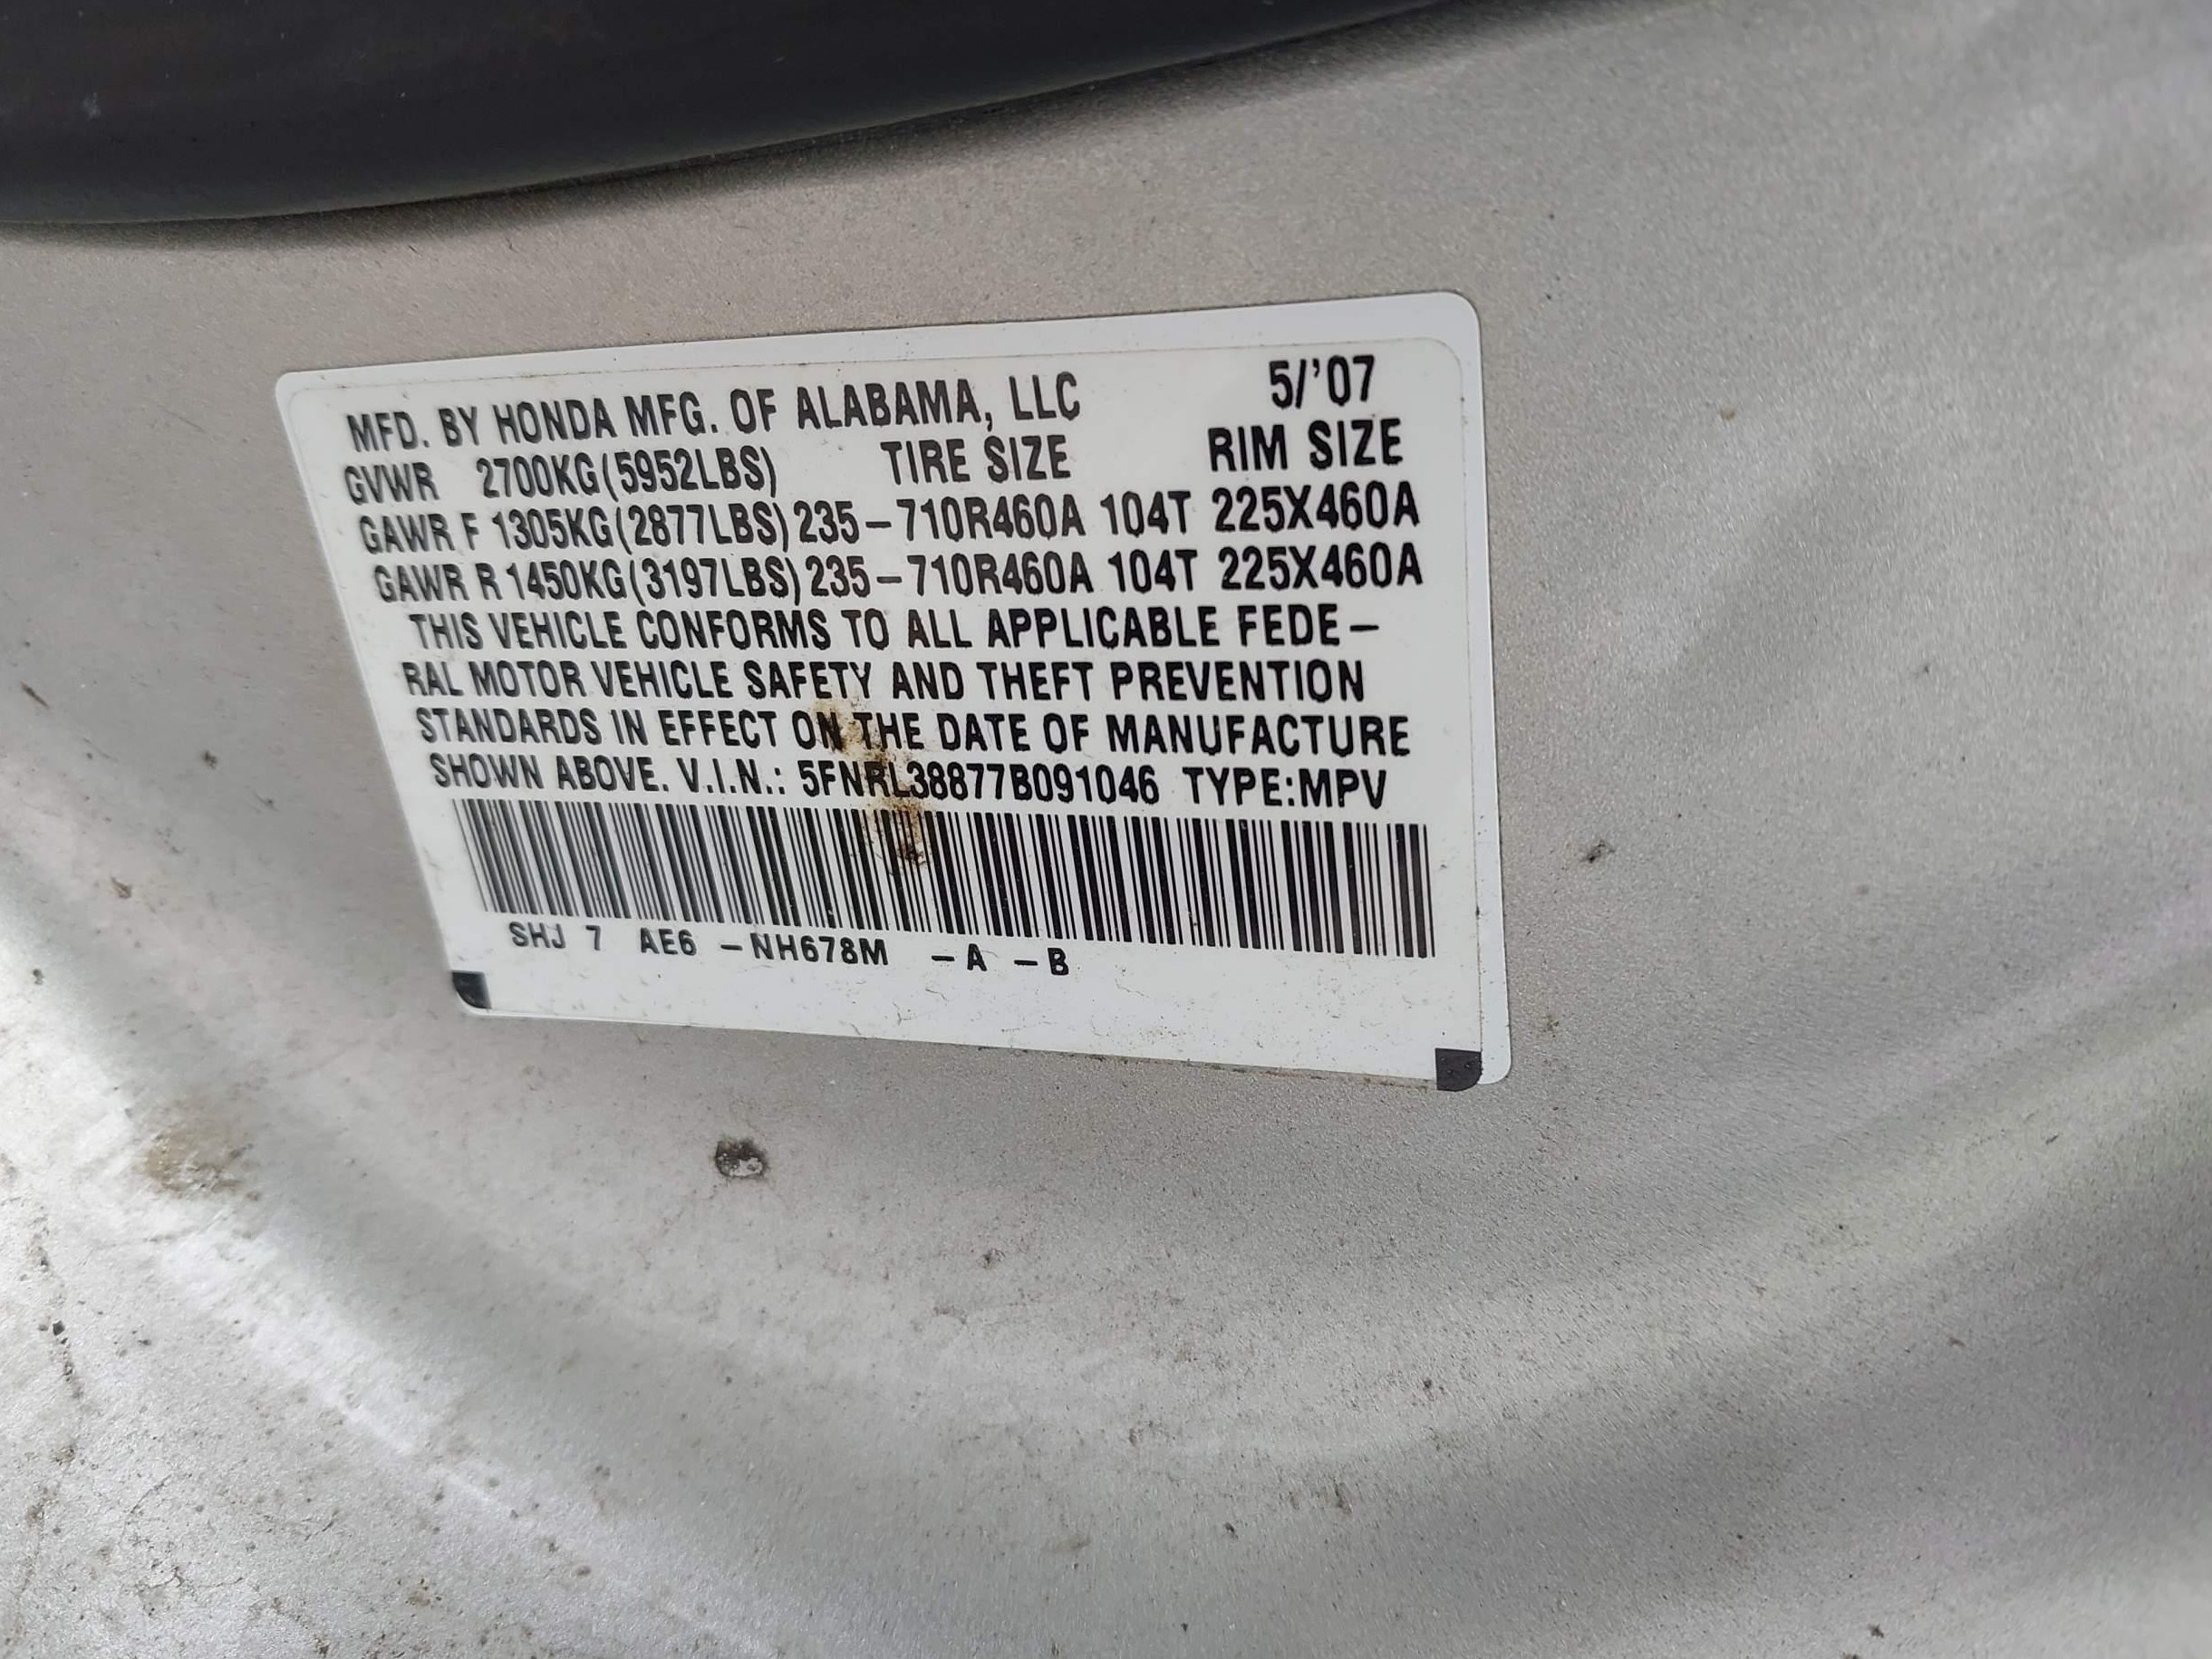 MFD. BY HONDA MFG. OF ALABAMA, LLC 5/'07
GVWR 2700KG(5952LBS) TIRE SIZE RIM SIZE
GAWR F 1305KG(2877LBS)235-710R460A 104T 225X460A
GAWR R 1450KG(3197LBS)235-710R460A 104T 225X460A
THIS VEHICLE CONFORMS TO ALL APPLICABLE FEDE-
RAL MOTOR VEHICLE SAFETY AND THEFT PREVENTION
STANDARDS IN EFFECT ON THE DATE OF MANUFACTURE
SHOWN ABOVE. V.I.N.: 5FNRL38877B091046 TYPE:MPV
SHJ 7 AE6 -NH678M -A -B